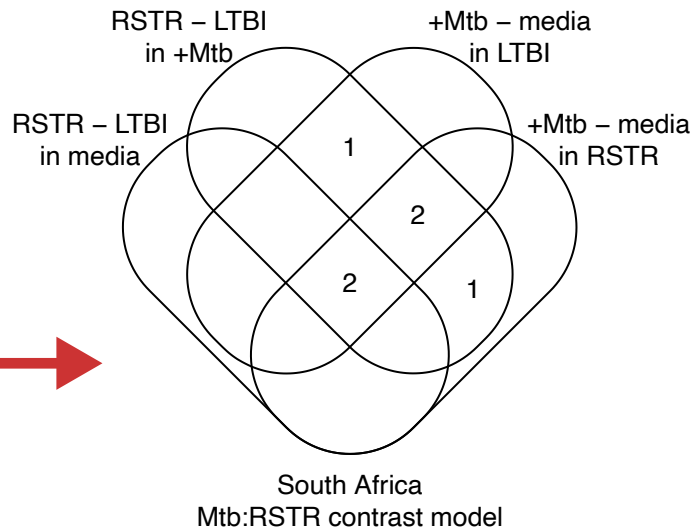 RSTR – LTBI
in +Mtb
+Mtb – media
in LTBI
RSTR – LTBI
in media
+Mtb – media
in RSTR
1
2
2
1
South Africa
Mtb:RSTR contrast model